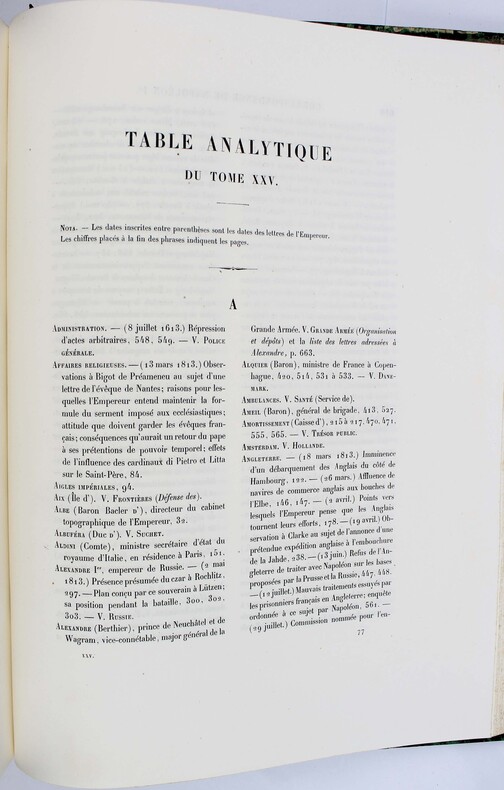 TABLE ANALYTIQUE
DU TOME XXV.
Nota. — Les dates inscrites entre parenthèses sont les dates des lettres de l'Empereur.
Les chiffres placés à la fin des phrases indiquent les pages.
A
Administration. — (8 juillet 1613.) Répression
d'actes arbitraires, 548, 549. — V. Police
générale.
Affaires religieuses. — (13 mars 1813.) Obser-
vations à Bigot de Préameneu au sujet d'une
lettre de l'évêque de Nantes; raisons pour les-
quelles l'Empereur entend maintenir la for-
mule du serment imposé aux ecclésiastiques;
attitude que doivent garder les évêques fran-
çais; conséquences qu'aurait un retour du pape
à ses prétentions de pouvoir temporel; effets
de l'influence des cardinaux di Pietro et Litta
sur le Saint-Père, 84.
Aigles impériales, 94.
Aix (Île d'). V. Frontières (Défense des).
Albe (Baron Bacler d'), directeur du cabinet
topographique de l'Empereur, 32.
Albuféra (Duc d'). V. Suchet.
Aldini (Comte), ministre secrétaire d'état du
royaume d'Italie, en résidence à Paris, 151.
Alexandre Ier, empereur de Russie. — (2 mai
1813.) Présence présumée du czar à Rochlitz,
297. — Plan conçu par ce souverain à Lützen;
sa position pendant la bataille, 300, 302,
303. — V. Russie.
Alexandre (Berthier), prince de Neuchâtel et de
Wagram, vice-connétable, major général de la
xxv.
Grande Armée. V. Grande Armée (Organisation
et dépôts) et la liste des lettres adressées à
Alexandre, p. 663.
Alquier (Baron), ministre de France à Copen-
hague, 420, 514, 531 à 533. — V. Dane-
mark.
Ambulances. V. Santé (Service de).
Ameil (Baron), général de brigade, 413, 527.
Amortissement (Caisse d'), 215 à 217, 470, 471,
555, 565. — V. Trésor public.
Amsterdam. V. Hollande.
Angleterre. — (18 mars 1813.) Imminence
d'un débarquement des Anglais du côté de
Hambourg, 122. — (26 mars.) Affluence de
navires de commerce anglais aux bouches de
l'Elbe, 146, 147. — (2 avril.) Points vers
lesquels l'Empereur pense que les Anglais
tournent leurs efforts, 178. — (19 avril.) Ob-
servation à Clarke au sujet de l'annonce d'une
prétendue expédition anglaise à l'embouchure
de la Jahde, 238. — (13 juin.) Refus de l'An-
gleterre de traiter avec Napoléon sur les bases
proposées par la Prusse et la Russie, 447, 448.
— (12 juillet.) Mauvais traitements essuyés par
les prisonniers français en Angleterre; enquête
ordonnée à ce sujet par Napoléon, 561. —
(29 juillet.) Commission nommée pour l'en-
77